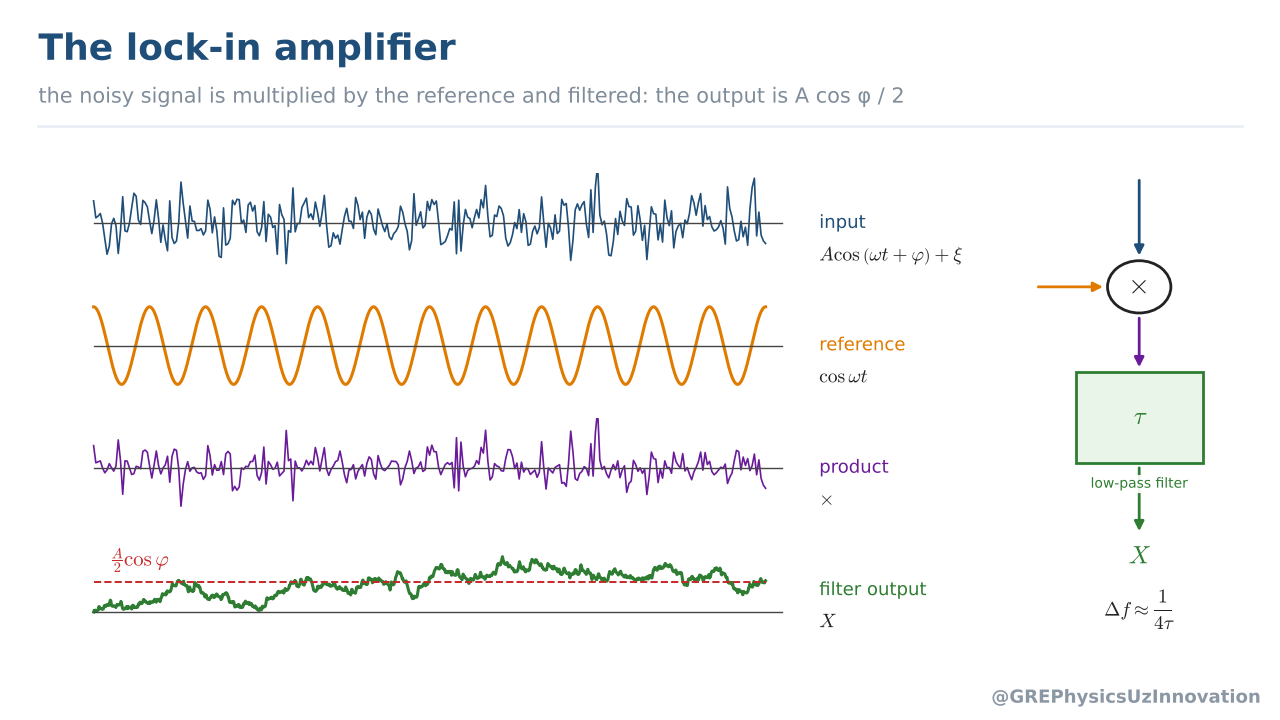 The lock-in amplifier
the noisy signal is multiplied by the reference and filtered: the output is A cos φ / 2
input
Acos (ωt + φ) + ξ
×
reference
cos ωt
τ
product
×
low-pass filter
A/2 cos φ
X
filter output
X
Δf ≈ 1/4τ
@GREPhysicsUzInnovation